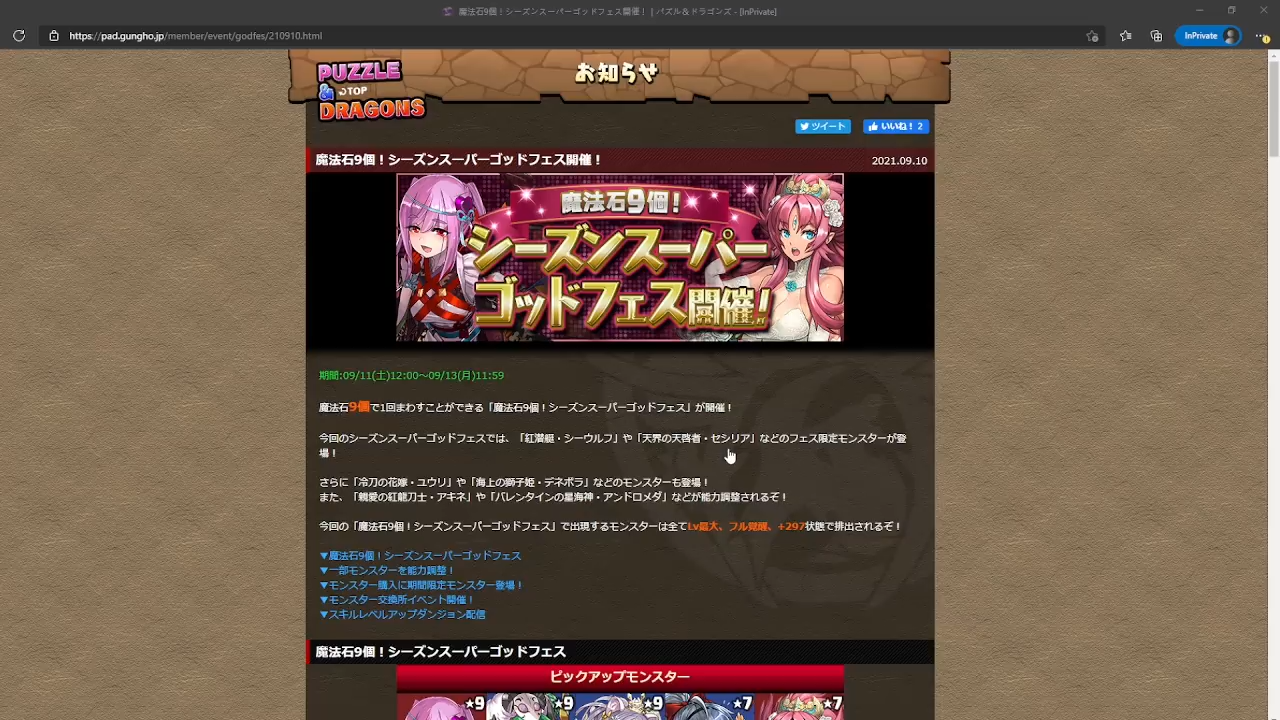 魔法石9個！シーズンスーパーゴッドフェス開催！ | パズル＆ドラゴンズ - [InPrivate]
https://pad.gungho.jp/member/event/godfes/210910.html
InPrivate
PUZZLE
& TOP
DRAGONS
お知らせ
ツイート
いいね！ 2
魔法石9個！シーズンスーパーゴッドフェス開催！
2021.09.10
魔法石9個！
シーズンスーパー
ゴッドフェス開催！
期間:09/11(土)12:00～09/13(月)11:59
魔法石9個で1回まわすことができる「魔法石9個！シーズンスーパーゴッドフェス」が開催！
今回のシーズンスーパーゴッドフェスでは、「紅潜艇・シーウルフ」や「天界の天啓者・セシリア」などのフェス限定モンスターが登
場！
さらに「冷刀の花嫁・ユウリ」や「海上の獅子姫・デネボラ」などのモンスターも登場！
また、「親愛の紅龍刀士・アキネ」や「バレンタインの星海神・アンドロメダ」などが能力調整されるぞ！
今回の「魔法石9個！シーズンスーパーゴッドフェス」で出現するモンスターは全てLv最大、フル覚醒、+297状態で排出されるぞ！
▼魔法石9個！シーズンスーパーゴッドフェス
▼一部モンスターを能力調整！
▼モンスター購入に期間限定モンスター登場！
▼モンスター交換所イベント開催！
▼スキルレベルアップダンジョン配信
魔法石9個！シーズンスーパーゴッドフェス
ピックアップモンスター
★9 ★9 ★9 ★7 ★7